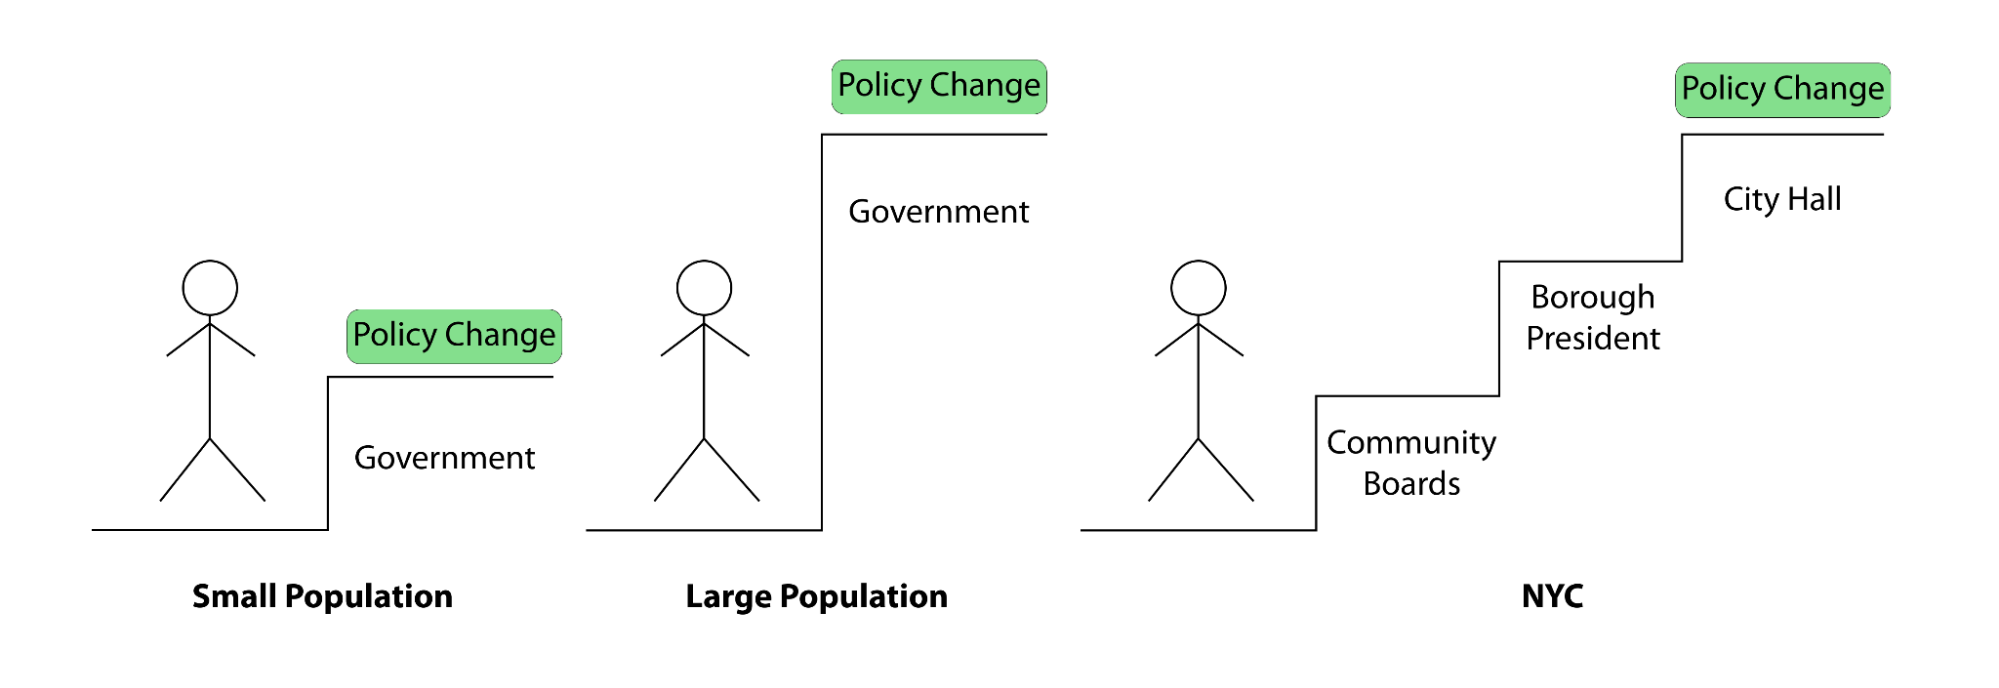 Policy Change
Government
Small Population
Policy Change
Government
Large Population
Policy Change
City Hall
Borough
President
Community
Boards
NYC